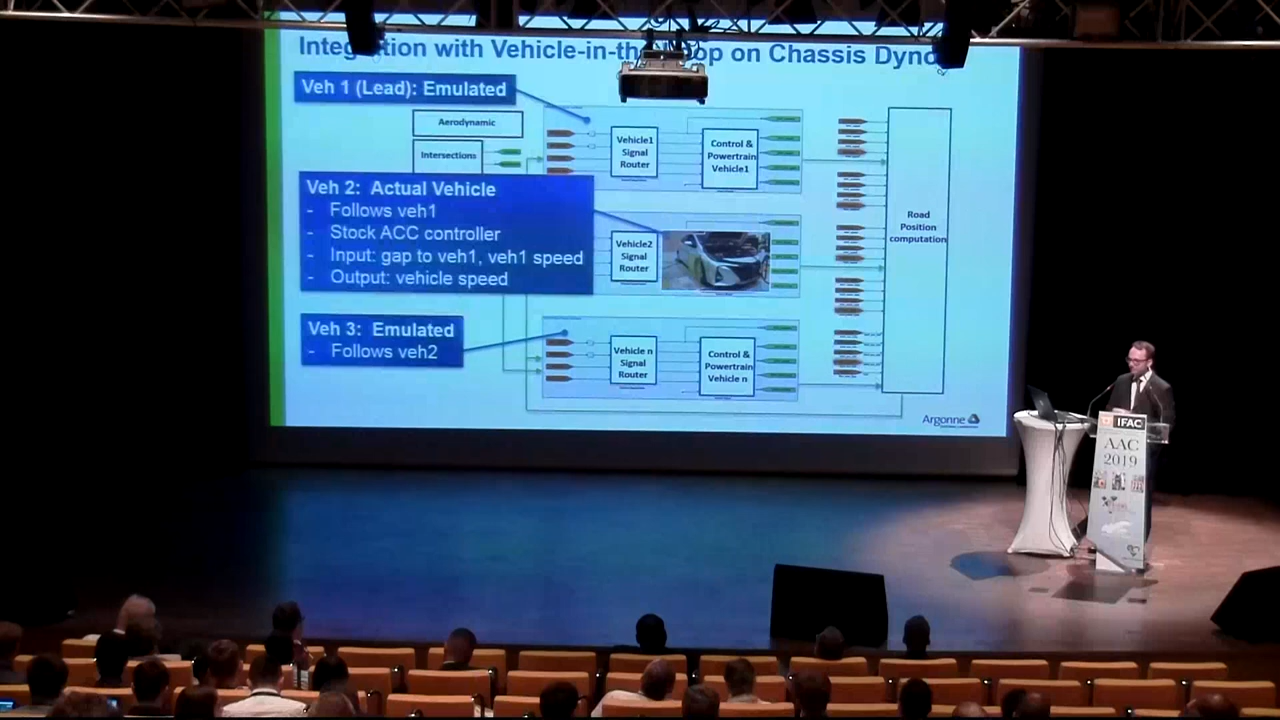 Integration with Vehicle-in-the-Loop on Chassis Dyno
Veh 1 (Lead): Emulated
Aerodynamic
Intersections
Vehicle1
Signal
Router
Control &
Powertrain
Vehicle1
Veh 2: Actual Vehicle
- Follows veh1
- Stock ACC controller
- Input: gap to veh1, veh1 speed
- Output: vehicle speed
Vehicle2
Signal
Router
Road
Position
computation
Veh 3: Emulated
- Follows veh2
Vehicle n
Signal
Router
Control &
Powertrain
Vehicle n
Argonne
IFAC
AAC
2019